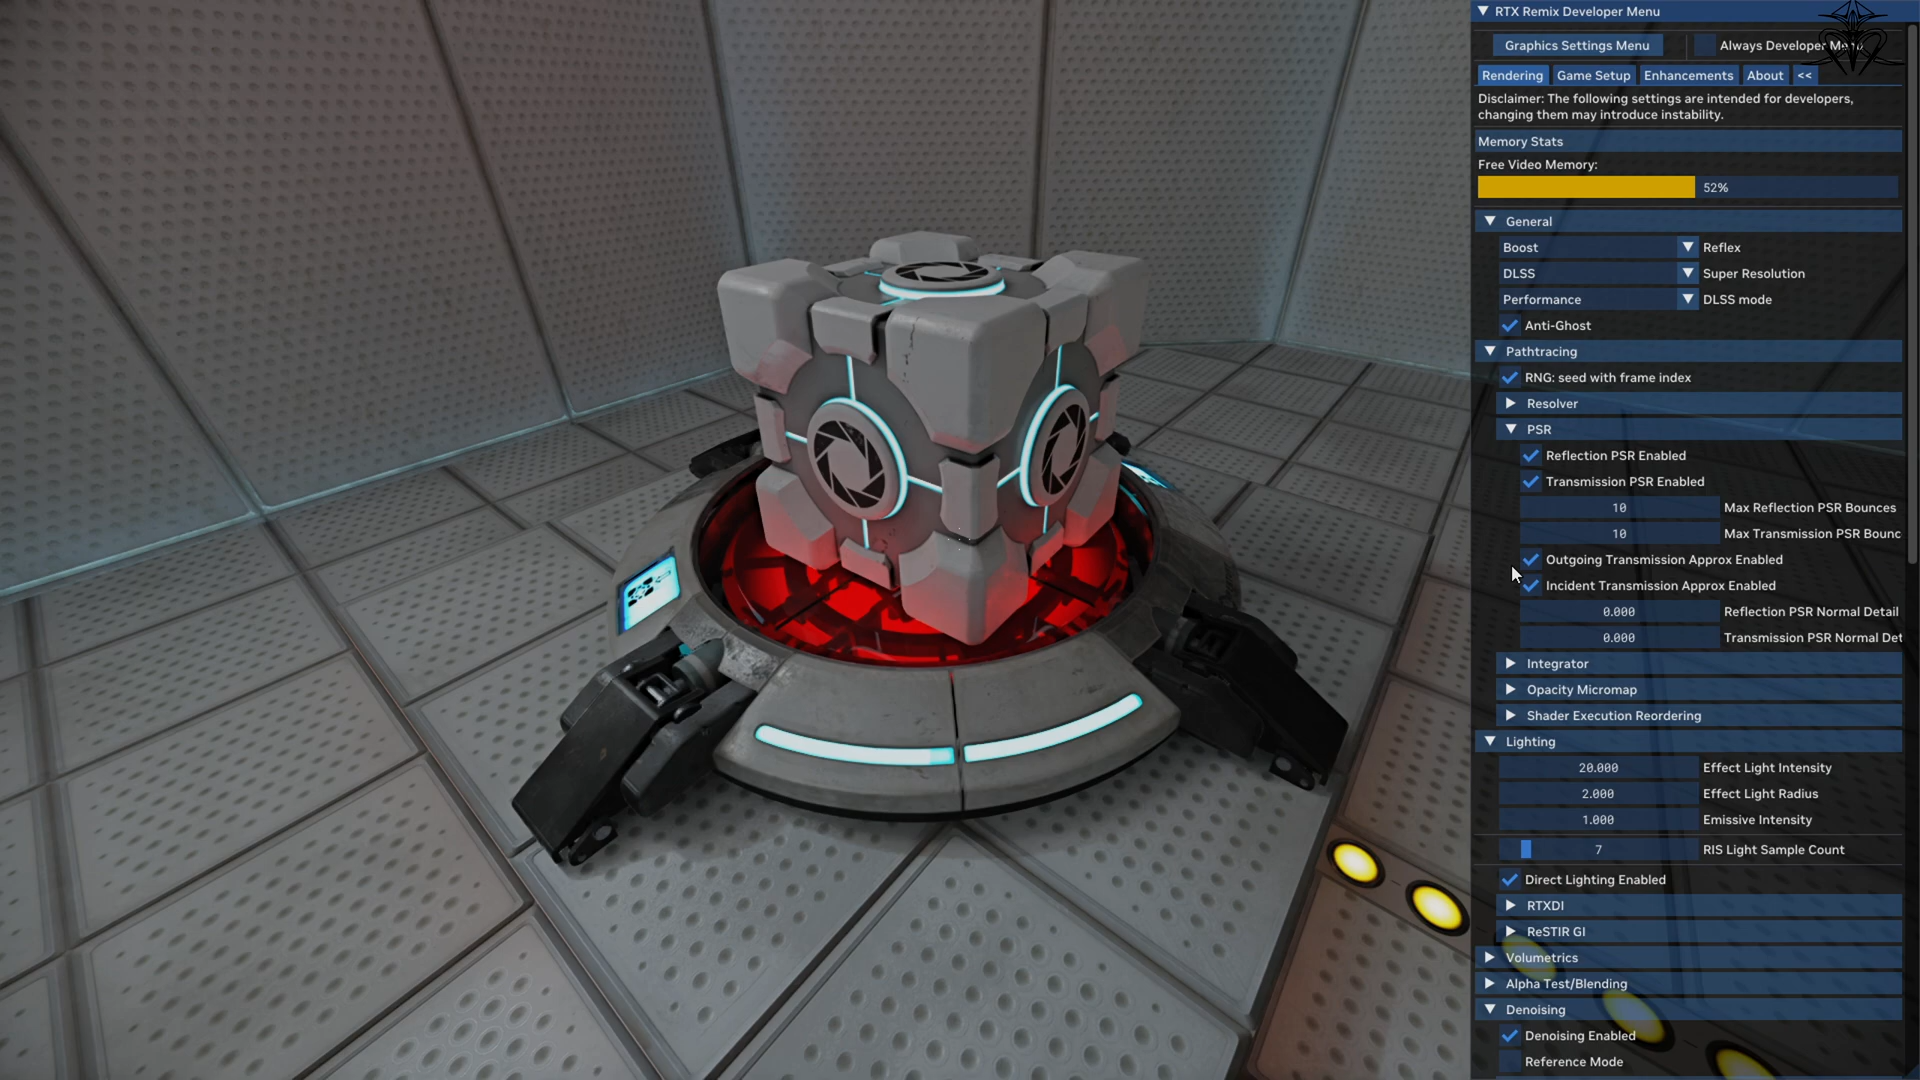 RTX Remix Developer Menu
Graphics Settings Menu
Always Developer Menu
Rendering Game Setup Enhancements About <<
Disclaimer: The following settings are intended for developers,
changing them may introduce instability.
Memory Stats
Free Video Memory:
52%
General
Boost Reflex
DLSS Super Resolution
Performance DLSS mode
Anti-Ghost
Pathtracing
RNG: seed with frame index
Resolver
PSR
Reflection PSR Enabled
Transmission PSR Enabled
10 Max Reflection PSR Bounces
10 Max Transmission PSR Bounc
Outgoing Transmission Approx Enabled
Incident Transmission Approx Enabled
0.000 Reflection PSR Normal Detail
0.000 Transmission PSR Normal Det
Integrator
Opacity Micromap
Shader Execution Reordering
Lighting
20.000 Effect Light Intensity
2.000 Effect Light Radius
1.000 Emissive Intensity
7 RIS Light Sample Count
Direct Lighting Enabled
RTXDI
ReSTIR GI
Volumetrics
Alpha Test/Blending
Denoising
Denoising Enabled
Reference Mode